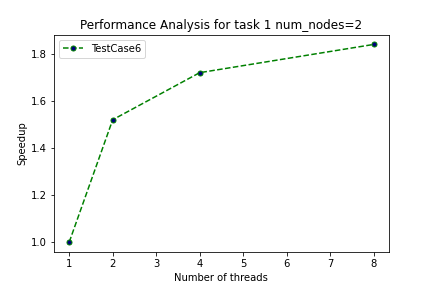 Performance Analysis for task 1 num_nodes=2
TestCase6
Speedup
1.8
1.6
1.4
1.2
1.0
1 2 3 4 5 6 7 8
Number of threads